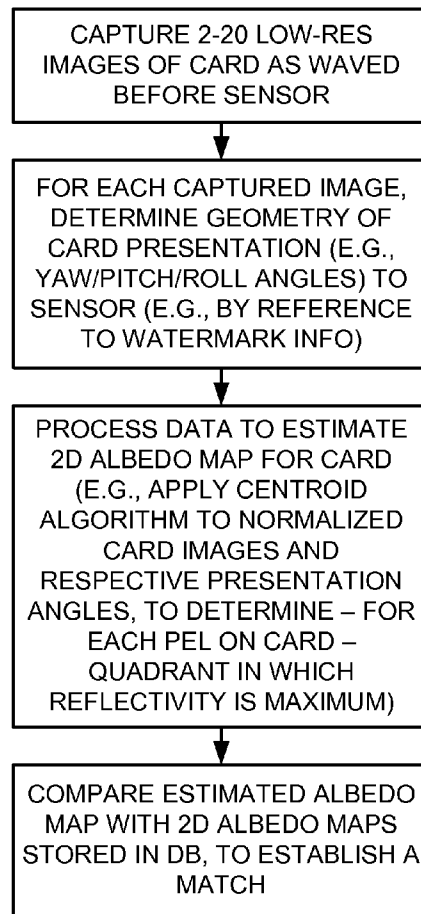 CAPTURE 2-20 LOW-RES
IMAGES OF CARD AS WAVED
BEFORE SENSOR
FOR EACH CAPTURED IMAGE,
DETERMINE GEOMETRY OF
CARD PRESENTATION (E.G.,
YAW/PITCH/ROLL ANGLES) TO
SENSOR (E.G., BY REFERENCE
TO WATERMARK INFO)
PROCESS DATA TO ESTIMATE
2D ALBEDO MAP FOR CARD
(E.G., APPLY CENTROID
ALGORITHM TO NORMALIZED
CARD IMAGES AND
RESPECTIVE PRESENTATION
ANGLES, TO DETERMINE – FOR
EACH PEL ON CARD –
QUADRANT IN WHICH
REFLECTIVITY IS MAXIMUM)
COMPARE ESTIMATED ALBEDO
MAP WITH 2D ALBEDO MAPS
STORED IN DB, TO ESTABLISH A
MATCH